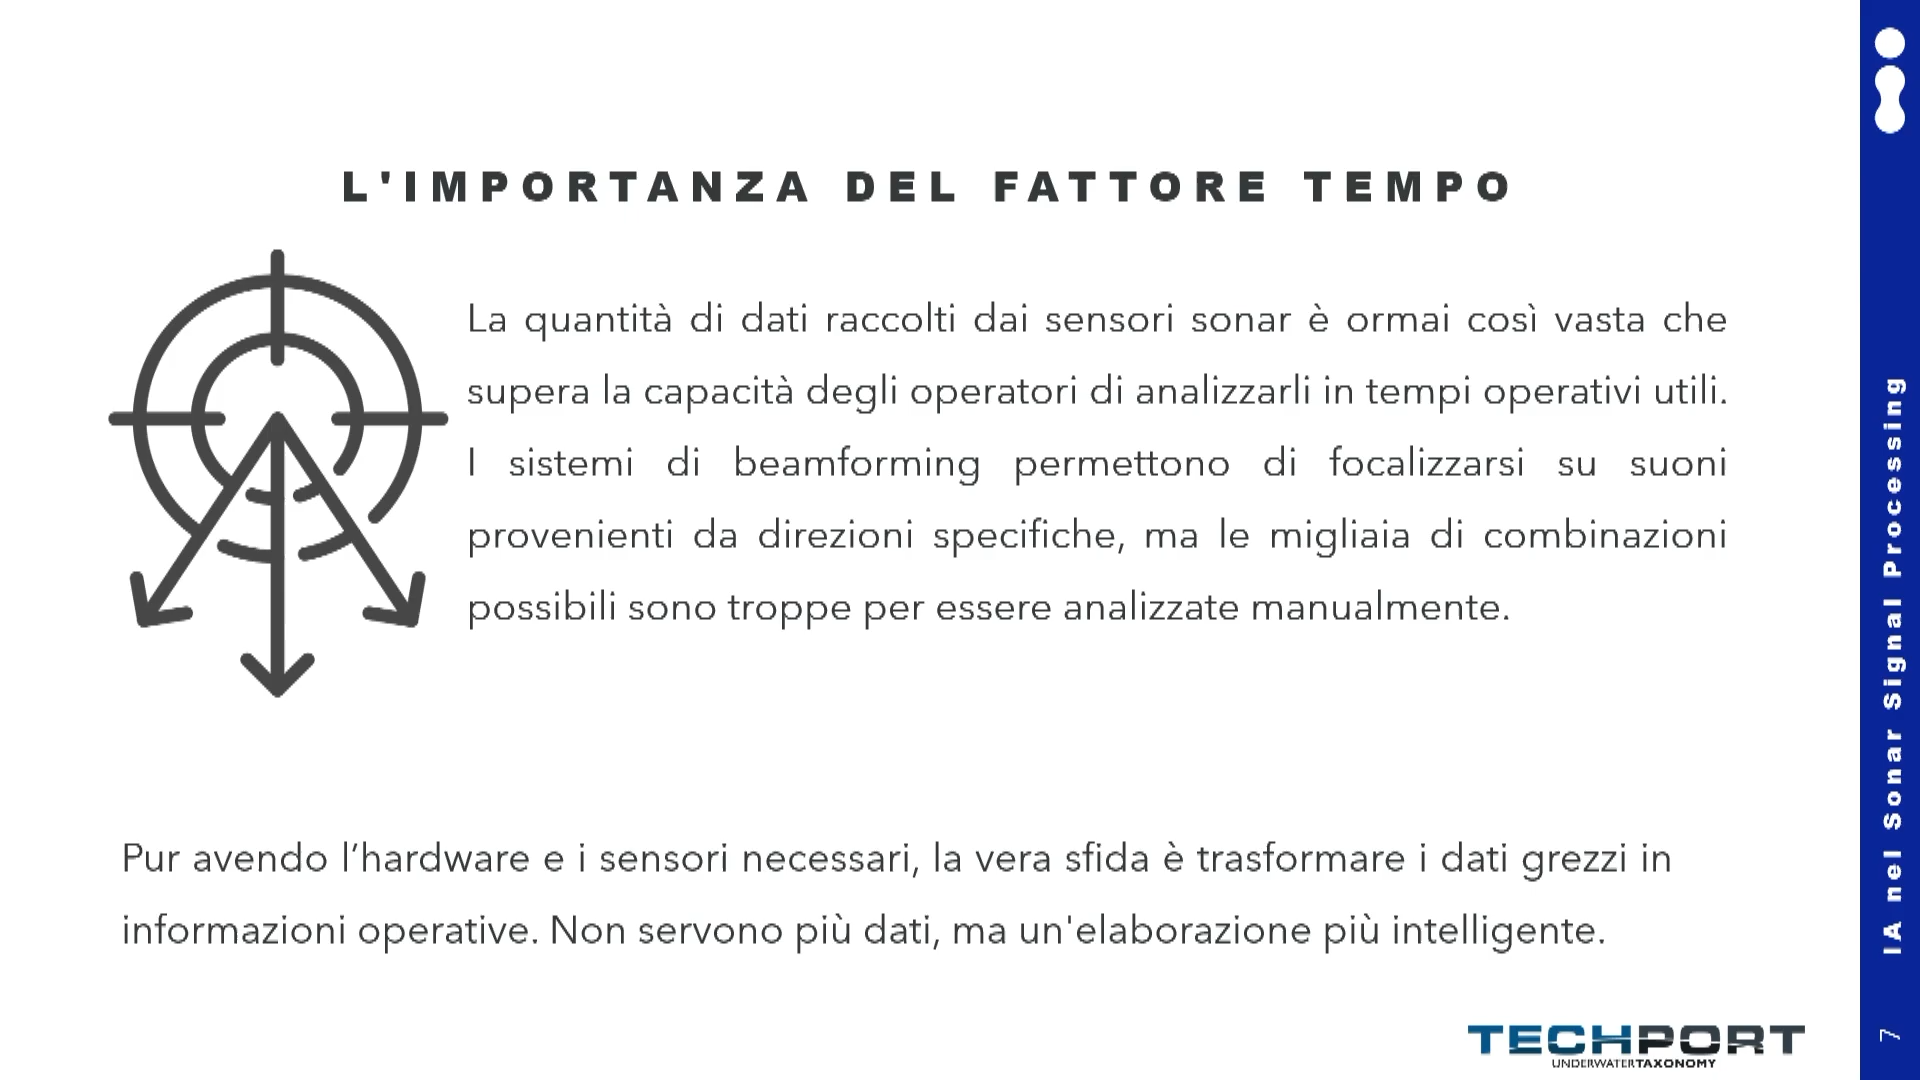 L'IMPORTANZA DEL FATTORE TEMPO
La quantità di dati raccolti dai sensori sonar è ormai così vasta che
supera la capacità degli operatori di analizzarli in tempi operativi utili.
I sistemi di beamforming permettono di focalizzarsi su suoni
provenienti da direzioni specifiche, ma le migliaia di combinazioni
possibili sono troppe per essere analizzate manualmente.
Pur avendo l’hardware e i sensori necessari, la vera sfida è trasformare i dati grezzi in
informazioni operative. Non servono più dati, ma un'elaborazione più intelligente.
TECHPORT
UNDERWATERTAXONOMY
IA nel Sonar Signal Processing
7